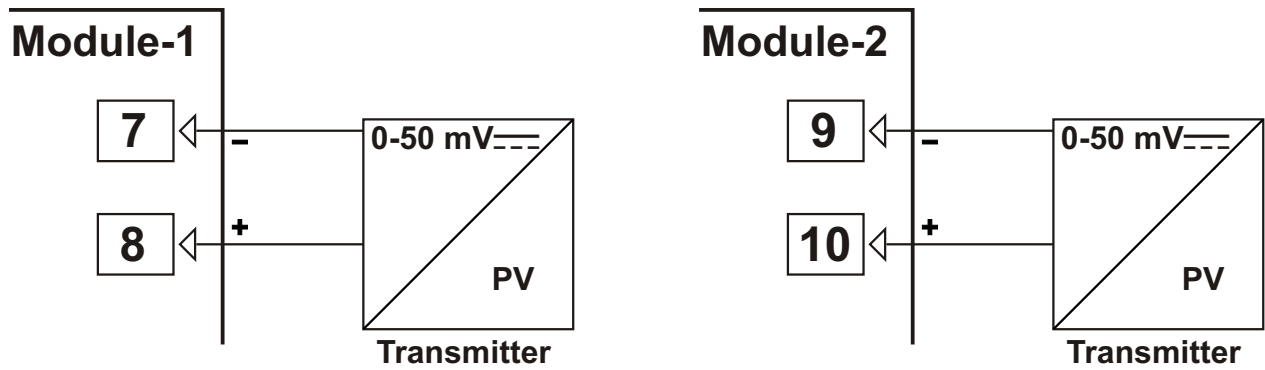 Module-1
7
-
0-50 mV
8
+
PV
Transmitter
Module-2
9
-
0-50 mV
10
+
PV
Transmitter